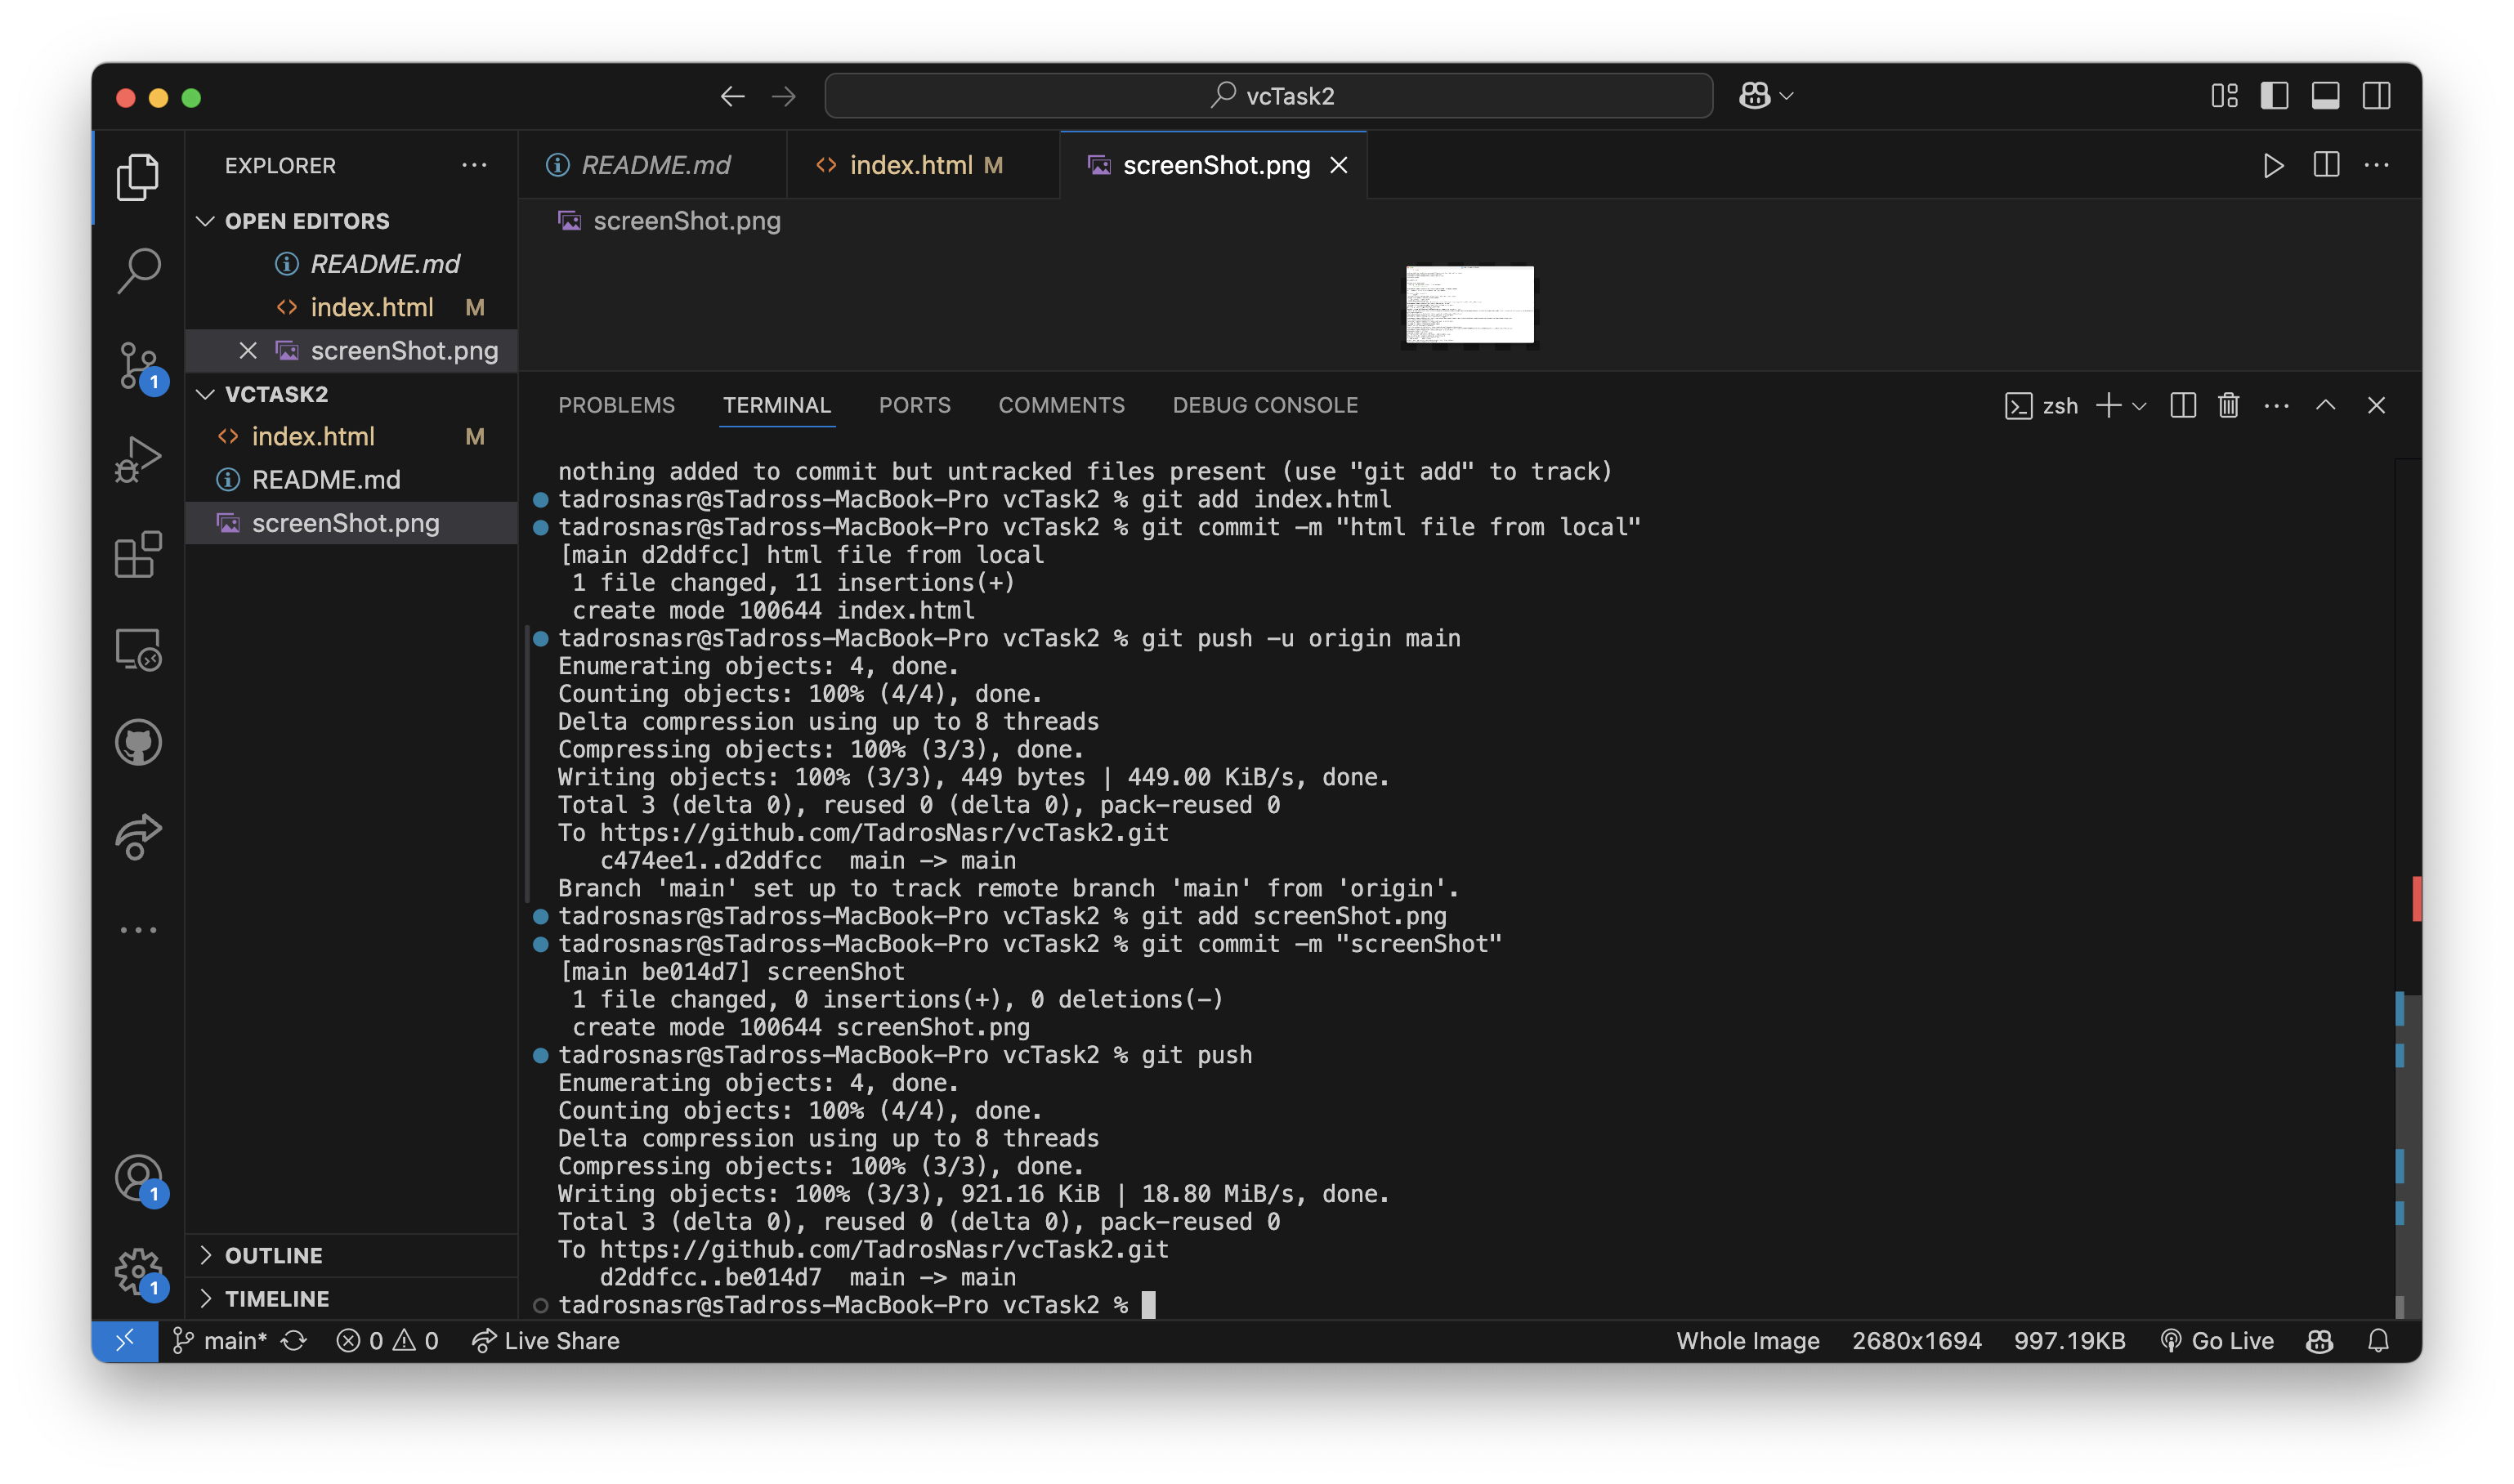 vcTask2
EXPLORER
README.md
index.html M
screenShot.png
OPEN EDITORS
README.md
index.html M
screenShot.png
VCTASK2
index.html M
README.md
screenShot.png
OUTLINE
TIMELINE
1
1
1
screenShot.png
PROBLEMS TERMINAL PORTS COMMENTS DEBUG CONSOLE
zsh
nothing added to commit but untracked files present (use "git add" to track)
tadrosnasr@sTadross-MacBook-Pro vcTask2 % git add index.html
tadrosnasr@sTadross-MacBook-Pro vcTask2 % git commit -m "html file from local"
[main d2ddfcc] html file from local
1 file changed, 11 insertions(+)
create mode 100644 index.html
tadrosnasr@sTadross-MacBook-Pro vcTask2 % git push -u origin main
Enumerating objects: 4, done.
Counting objects: 100% (4/4), done.
Delta compression using up to 8 threads
Compressing objects: 100% (3/3), done.
Writing objects: 100% (3/3), 449 bytes | 449.00 KiB/s, done.
Total 3 (delta 0), reused 0 (delta 0), pack-reused 0
To https://github.com/TadrosNasr/vcTask2.git
c474ee1..d2ddfcc main -> main
Branch 'main' set up to track remote branch 'main' from 'origin'.
tadrosnasr@sTadross-MacBook-Pro vcTask2 % git add screenShot.png
tadrosnasr@sTadross-MacBook-Pro vcTask2 % git commit -m "screenShot"
[main be014d7] screenShot
1 file changed, 0 insertions(+), 0 deletions(-)
create mode 100644 screenShot.png
tadrosnasr@sTadross-MacBook-Pro vcTask2 % git push
Enumerating objects: 4, done.
Counting objects: 100% (4/4), done.
Delta compression using up to 8 threads
Compressing objects: 100% (3/3), done.
Writing objects: 100% (3/3), 921.16 KiB | 18.80 MiB/s, done.
Total 3 (delta 0), reused 0 (delta 0), pack-reused 0
To https://github.com/TadrosNasr/vcTask2.git
d2ddfcc..be014d7 main -> main
tadrosnasr@sTadross-MacBook-Pro vcTask2 %
main* 0 0 Live Share Whole Image 2680x1694 997.19KB Go Live